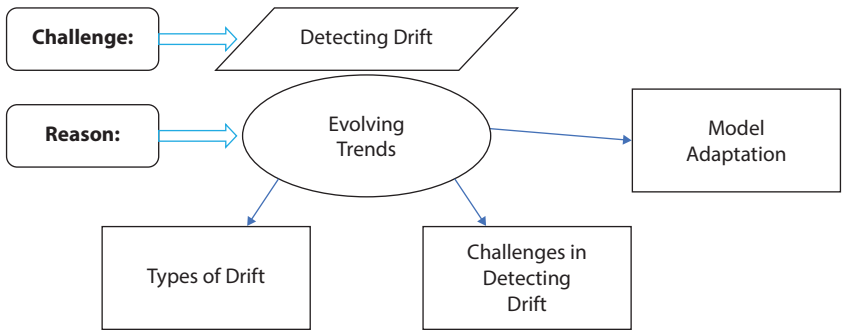 Challenge:
Detecting Drift
Reason:
Evolving
Trends
Model
Adaptation
Types of Drift
Challenges in
Detecting
Drift